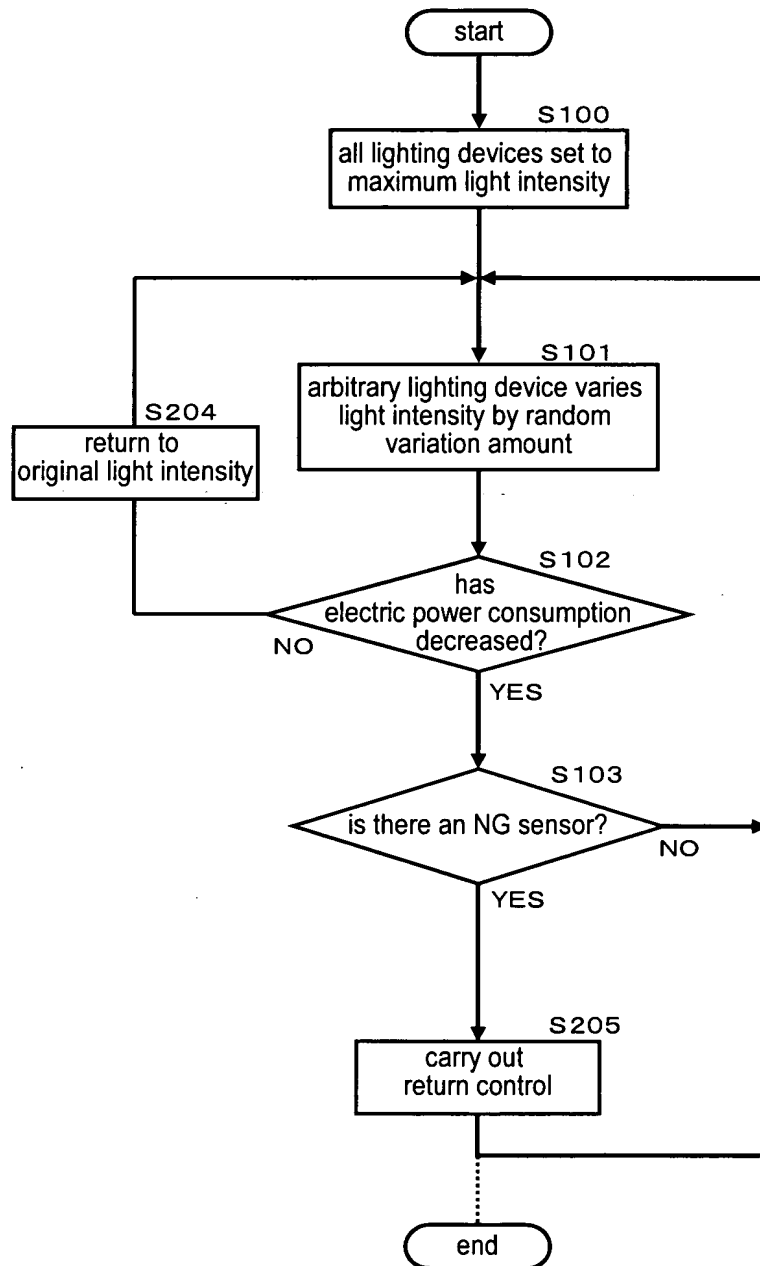 start
S100
all lighting devices set to
maximum light intensity
S101
arbitrary lighting device varies
light intensity by random
variation amount
S204
return to
original light intensity
S102
has
electric power consumption
decreased?
NO
YES
S103
is there an NG sensor?
NO
YES
S205
carry out
return control
end